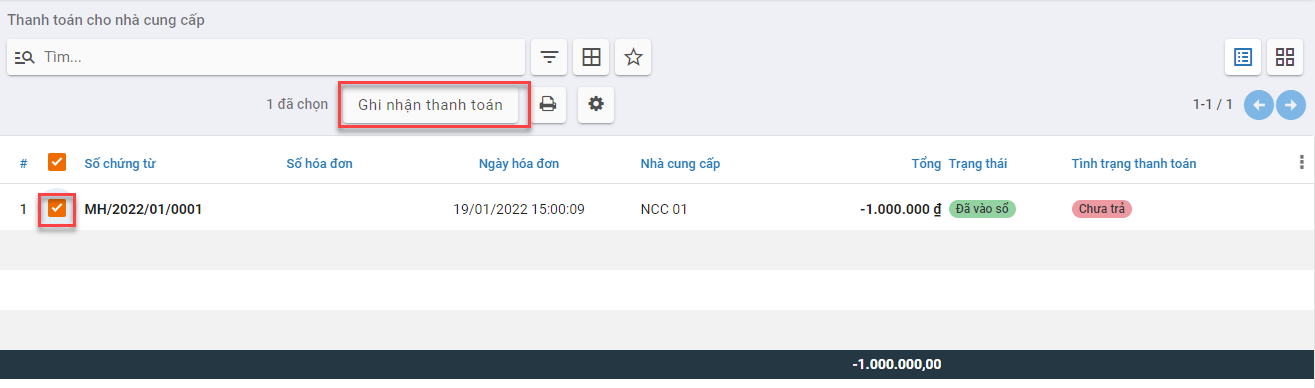 Thanh toán cho nhà cung cấp
Tìm...
1 đã chọn Ghi nhận thanh toán 1-1 / 1
# Số chứng từ Số hóa đơn Ngày hóa đơn Nhà cung cấp Tổng Trạng thái Tình trạng thanh toán
1 MH/2022/01/0001 19/01/2022 15:00:09 NCC 01 -1.000.000 ₫ Đã vào sổ Chưa trả
-1.000.000,00